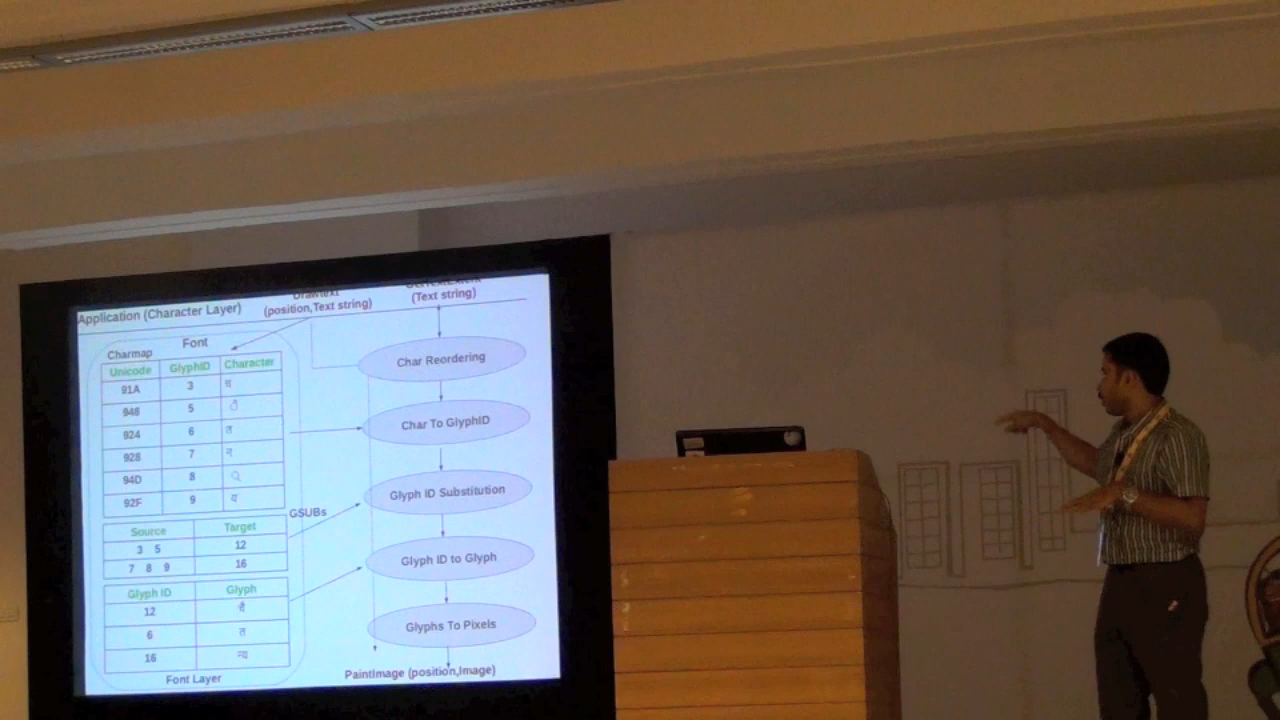 Application (Character Layer)
(position,Text string)
(Text string)
Font
Charmap
Unicode GlyphID Character
91A 3 च
948 5 ै
924 6 त
928 7 न
94D 8 ्
92F 9 य
GSUBs
Source Target
3 5 12
7 8 9 16
Glyph ID Glyph
12 चै
6 त
16 न्य
Font Layer
Char Reordering
Char To GlyphID
Glyph ID Substitution
Glyph ID to Glyph
Glyphs To Pixels
PaintImage (position,Image)